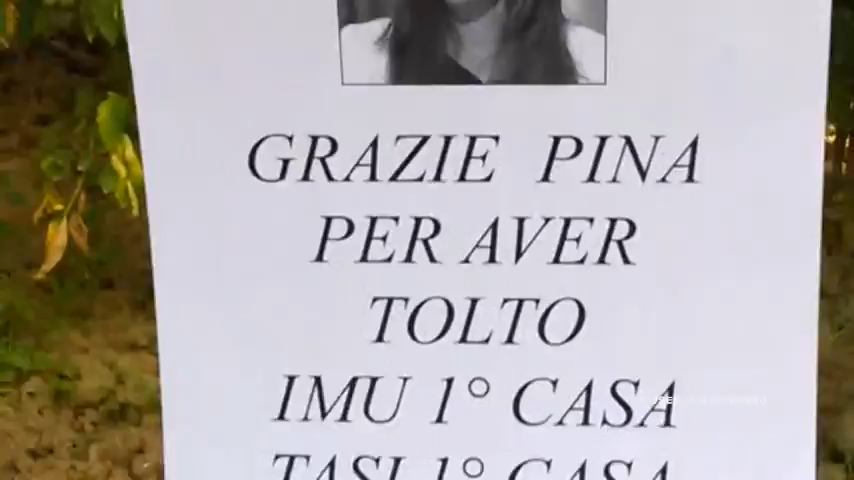 GRAZIE PINA
PER AVER
TOLTO
IMU 1° CASA
TASI 1° CASA